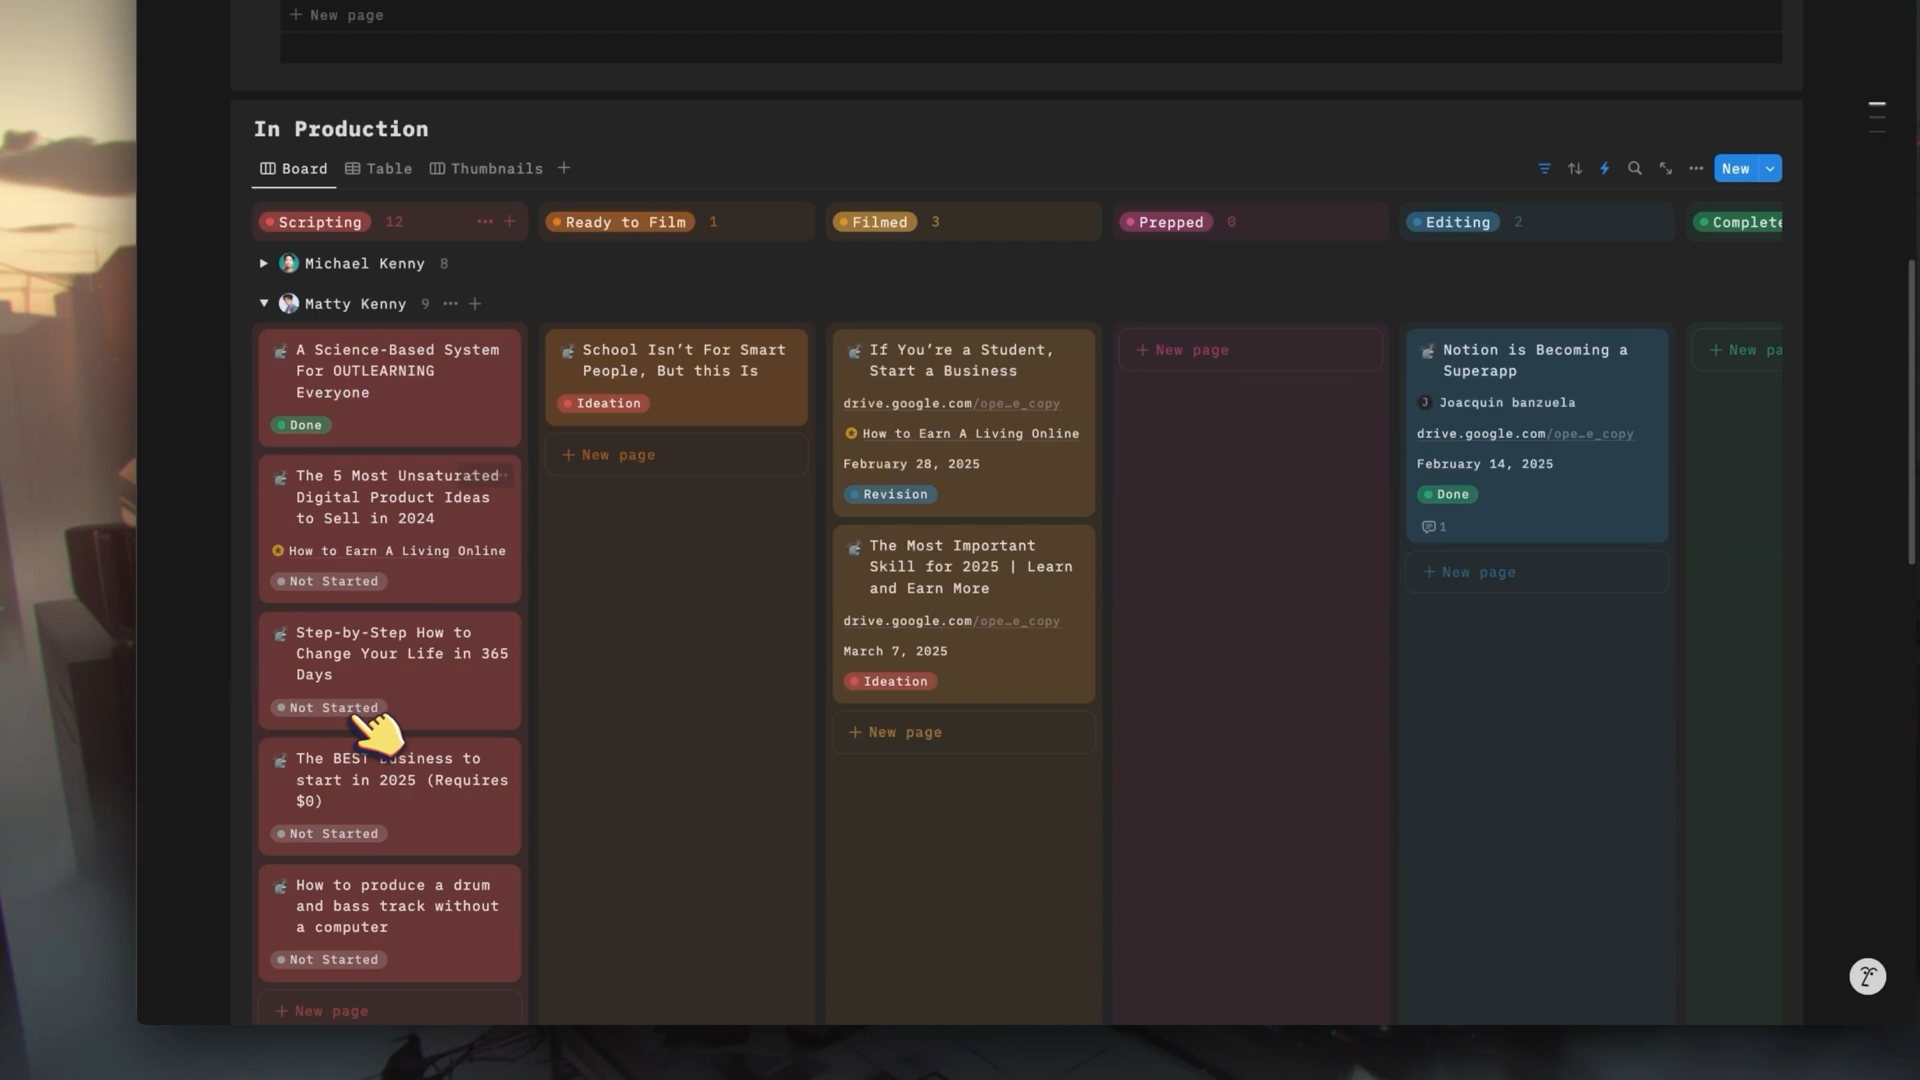 + New page
In Production
Board Table Thumbnails +
New
Scripting 12 ... +
Ready to Film 1
Filmed 3
Prepped 0
Editing 2
Complete
Michael Kenny 8
Matty Kenny 9 ... +
A Science-Based System
For OUTLEARNING
Everyone
Done
The 5 Most Unsaturated
Digital Product Ideas
to Sell in 2024
How to Earn A Living Online
Not Started
Step-by-Step How to
Change Your Life in 365
Days
Not Started
The BEST Business to
start in 2025 (Requires
$0)
Not Started
How to produce a drum
and bass track without
a computer
Not Started
+ New page
School Isn’t For Smart
People, But this Is
Ideation
+ New page
If You’re a Student,
Start a Business
drive.google.com/ope…e_copy
How to Earn A Living Online
February 28, 2025
Revision
The Most Important
Skill for 2025 | Learn
and Earn More
drive.google.com/ope…e_copy
March 7, 2025
Ideation
+ New page
+ New page
Notion is Becoming a
Superapp
J Joacquin banzuela
drive.google.com/ope…e_copy
February 14, 2025
Done
1
+ New page
+ New pa